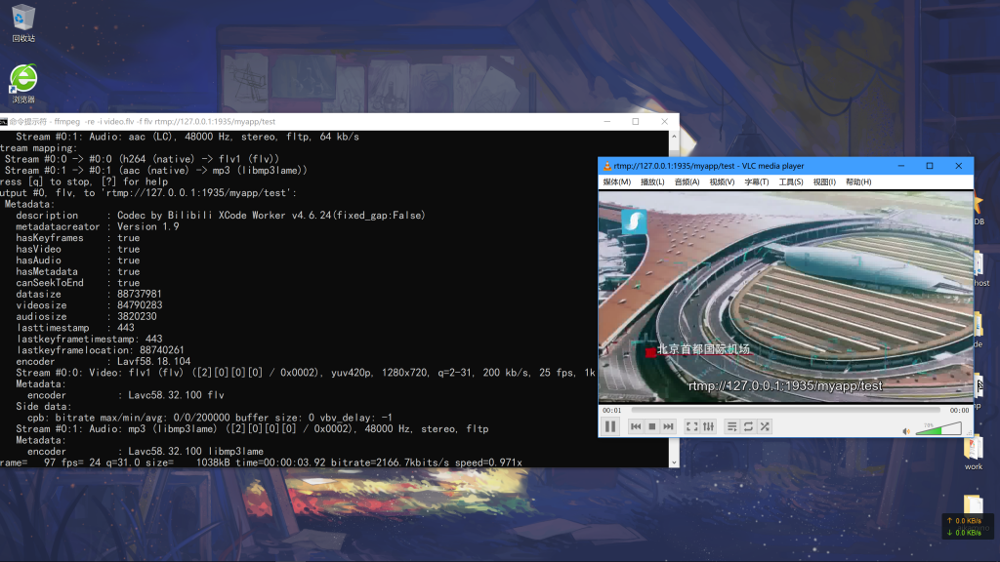 回收站
浏览器
命令提示符 - ffmpeg  -re -i video.flv -f flv rtmp://127.0.0.1:1935/myapp/test
Stream #0:1: Audio: aac (LC), 48000 Hz, stereo, fltp, 64 kb/s
tream mapping:
Stream #0:0 -> #0:0 (h264 (native) -> flv1 (flv))
Stream #0:1 -> #0:1 (aac (native) -> mp3 (libmp3lame))
ress [q] to stop, [?] for help
utput #0, flv, to 'rtmp://127.0.0.1:1935/myapp/test':
Metadata:
description     : Codec by Bilibili XCode Worker v4.6.24(fixed_gap:False)
metadatacreator : Version 1.9
hasKeyframes    : true
hasVideo        : true
hasAudio        : true
hasMetadata     : true
canSeekToEnd    : true
datasize        : 88737981
videosize       : 84790283
audiosize       : 3820230
lasttimestamp   : 443
lastkeyframetimestamp: 443
lastkeyframelocation: 88740261
encoder         : Lavf58.18.104
Stream #0:0: Video: flv1 (flv) ([2][0][0][0] / 0x0002), yuv420p, 1280x720, q=2-31, 200 kb/s, 25 fps, 1k
Metadata:
encoder         : Lavc58.32.100 flv
Side data:
cpb: bitrate max/min/avg: 0/0/200000 buffer size: 0 vbv_delay: -1
Stream #0:1: Audio: mp3 (libmp3lame) ([2][0][0][0] / 0x0002), 48000 Hz, stereo, fltp
Metadata:
encoder         : Lavc58.32.100 libmp3lame
rame=   97 fps= 24 q=31.0 size=    1038kB time=00:00:03.92 bitrate=2166.7kbits/s speed=0.971x
rtmp://127.0.0.1:1935/myapp/test - VLC media player
媒体(M) 播放(L) 音频(A) 视频(V) 字幕(T) 工具(S) 视图(I) 帮助(H)
北京首都国际机场
rtmp://127.0.0.1:1935/myapp/test
00:01
00:00
DB
host
de
work
↑ 0.0 KB/s
↓ 0.0 KB/s